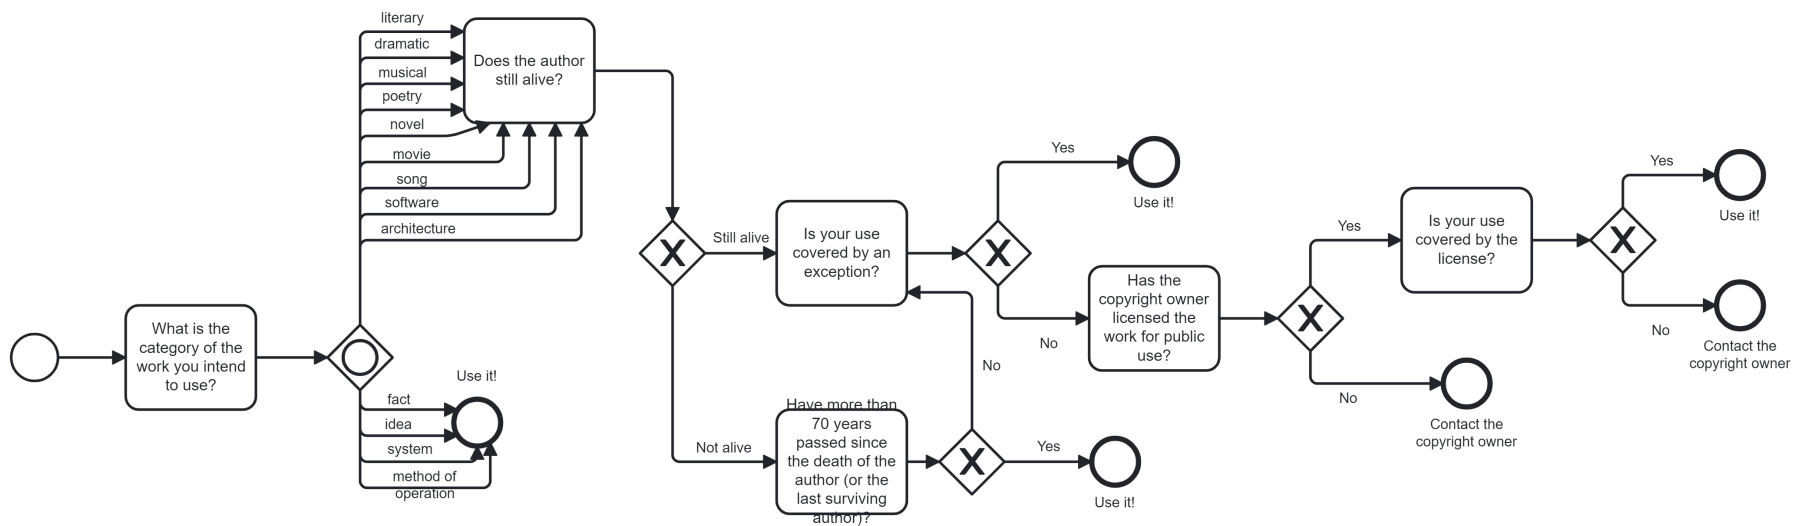 literary
dramatic
musical
poetry
novel
movie
song
software
architecture
Does the author
still alive?
What is the
category of the
work you intend
to use?
Use it!
fact
idea
system
method of
operation
X
Still alive
Not alive
Is your use
covered by an
exception?
Have more than
70 years
passed since
the death of the
author (or the
last surviving
author)?
X
No
Yes
Use it!
X
Yes
Use it!
No
Has the
copyright owner
licensed the
work for public
use?
X
Yes
No
Contact the
copyright owner
Is your use
covered by the
license?
X
Yes
Use it!
No
Contact the
copyright owner